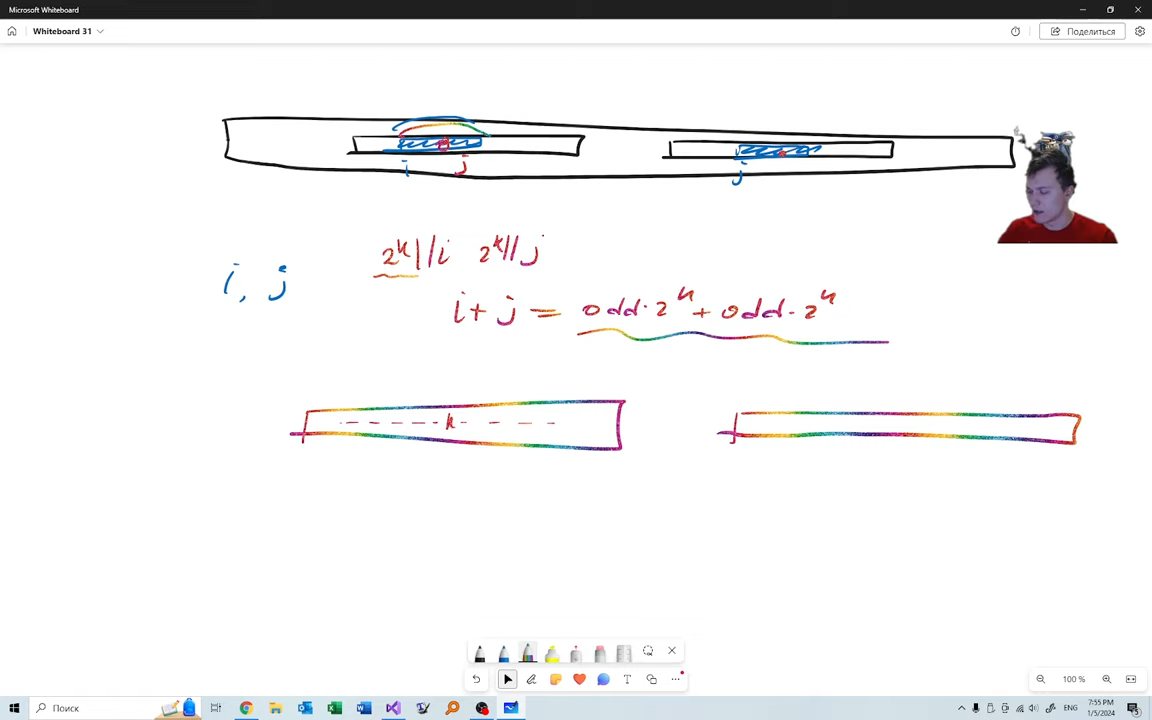 Microsoft Whiteboard
Whiteboard 31
Поделиться
i
j
j
2^k || i 2^k || j
i, j
i + j = odd · 2^k + odd · 2^k
k
T
100 %
Поиск
ENG
7:55 PM
1/5/2024
5